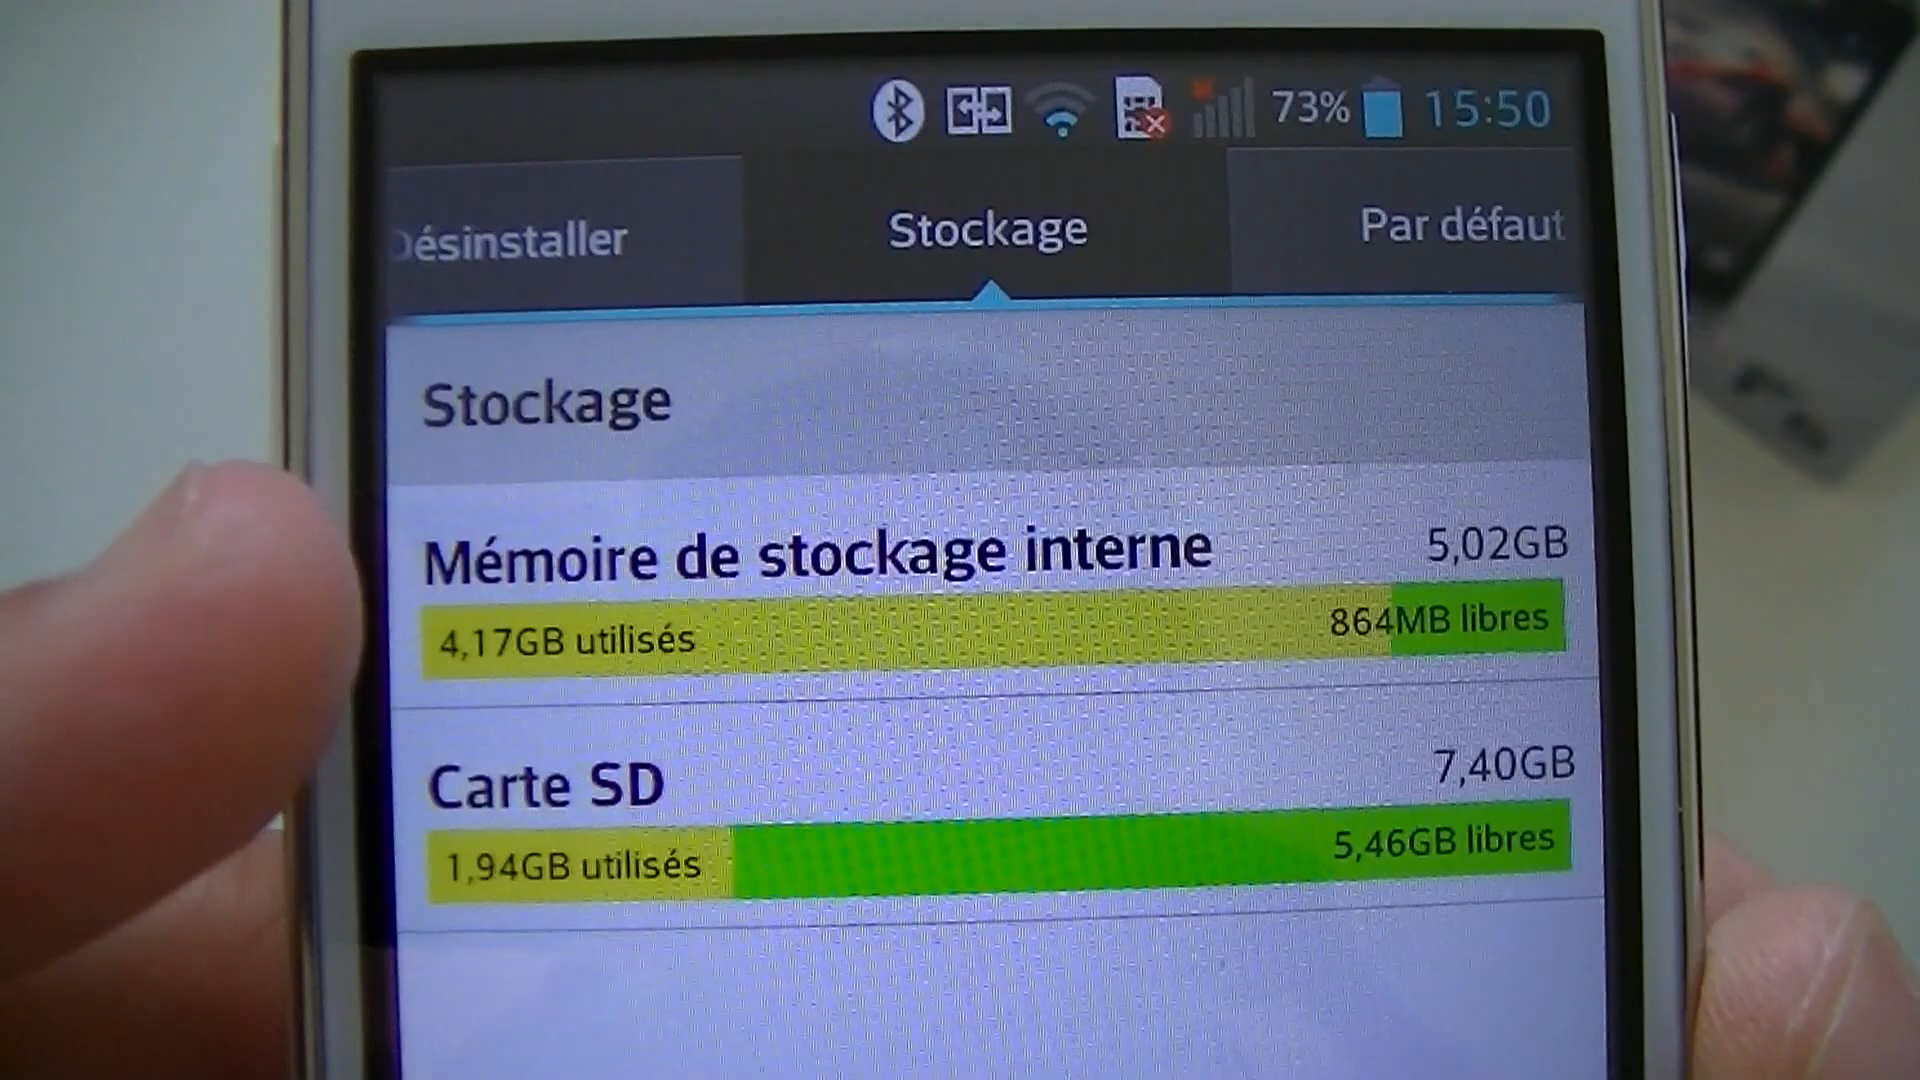 73% 15:50
Désinstaller Stockage Par défaut
Stockage
Mémoire de stockage interne 5,02GB
4,17GB utilisés 864MB libres
Carte SD 7,40GB
1,94GB utilisés 5,46GB libres